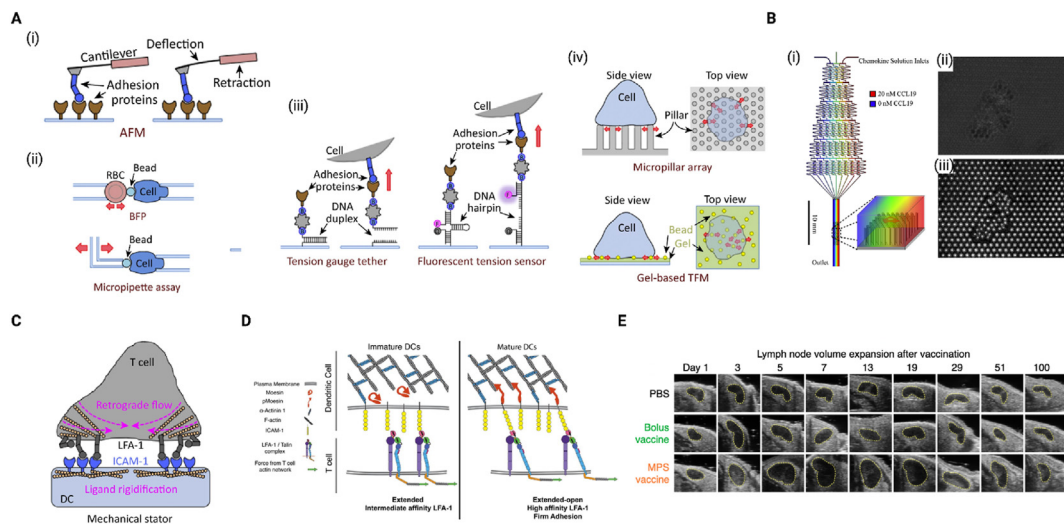 A
(i)
Cantilever
Deflection
Adhesion
proteins
Retraction
AFM
(ii)
RBC
Bead
Cell
BFP
Bead
Cell
Micropipette assay
(iii)
Adhesion
proteins
DNA
duplex
Tension gauge tether
Adhesion
proteins
DNA
hairpin
Fluorescent tension sensor
(iv)
Side view
Top view
Cell
Pillar
Micropillar array
Side view
Top view
Cell
Bead
Gel
Gel-based TFM
B
(i)
Chemokine Solution Inlets
20 nM CCL19
0 nM CCL19
10 mm
Outlet
(ii)
(iii)
C
T cell
Retrograde flow
LFA-1
ICAM-1
Ligand rigidification
DC
Mechanical stator
D
Immature DCs
Mature DCs
Plasma Membrane
Moesin
pMoesin
α-Actinin 1
F-actin
ICAM-1
LFA-1 / Talin
complex
Force from T cell
actin network
Dendritic Cell
T cell
Extended
Intermediate affinity LFA-1
Extended-open
High affinity LFA-1
Firm Adhesion
E
Lymph node volume expansion after vaccination
Day 1 3 5 7 13 19 29 51 100
PBS
Bolus
vaccine
MPS
vaccine